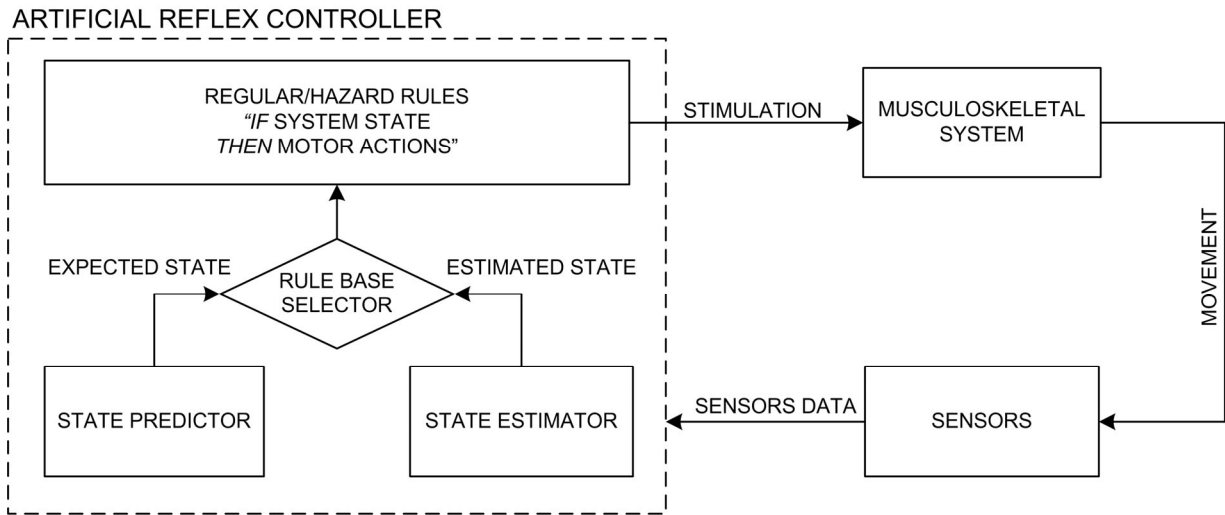 ARTIFICIAL REFLEX CONTROLLER
REGULAR/HAZARD RULES
“IF SYSTEM STATE
THEN MOTOR ACTIONS”
STIMULATION
MUSCULOSKELETAL
SYSTEM
MOVEMENT
EXPECTED STATE
ESTIMATED STATE
RULE BASE
SELECTOR
STATE PREDICTOR
STATE ESTIMATOR
SENSORS DATA
SENSORS